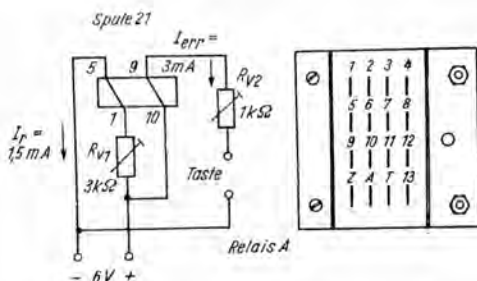 Spule 21
I_err =
3mA
5 9
1 10
R_V2
1kΩ
I_r =
1,5 mA
R_V1
3kΩ
Taste
Relais A
− 6V +
1 2 3 4
5 6 7 8
9 10 11 12
Z A T 13